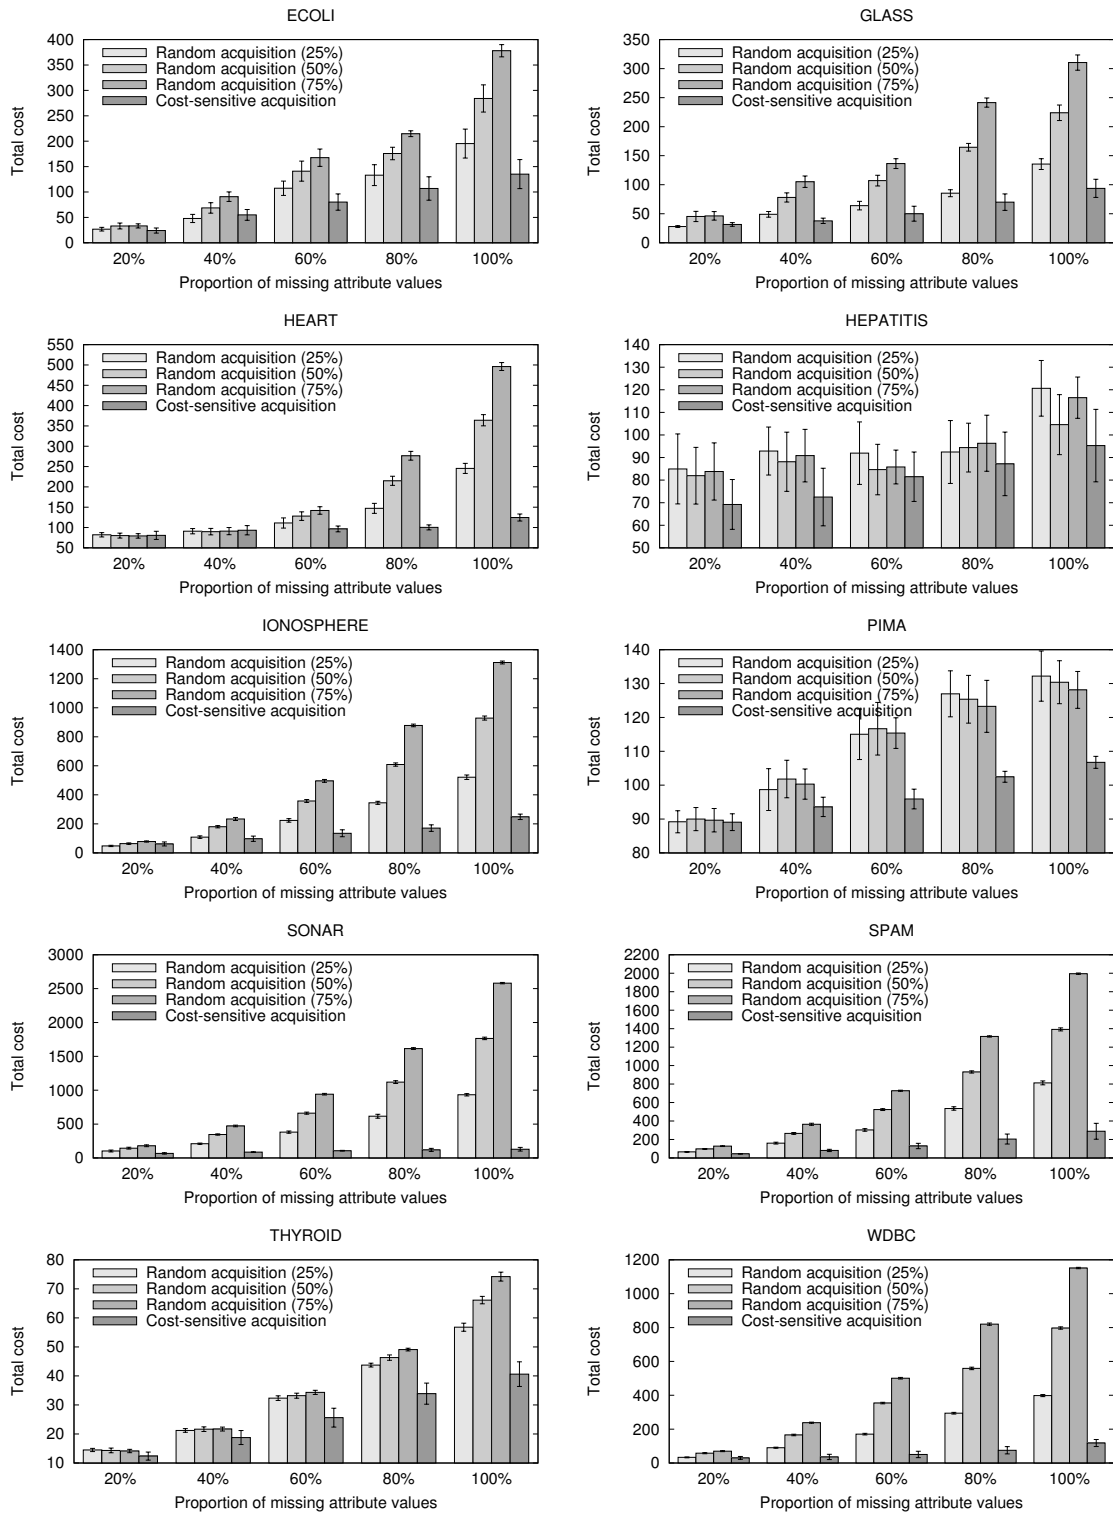 ECOLI
Total cost
400
350
300
250
200
150
100
50
0
Random acquisition (25%)
Random acquisition (50%)
Random acquisition (75%)
Cost-sensitive acquisition
20% 40% 60% 80% 100%
Proportion of missing attribute values
GLASS
Total cost
350
300
250
200
150
100
50
0
Random acquisition (25%)
Random acquisition (50%)
Random acquisition (75%)
Cost-sensitive acquisition
20% 40% 60% 80% 100%
Proportion of missing attribute values
HEART
Total cost
550
500
450
400
350
300
250
200
150
100
50
Random acquisition (25%)
Random acquisition (50%)
Random acquisition (75%)
Cost-sensitive acquisition
20% 40% 60% 80% 100%
Proportion of missing attribute values
HEPATITIS
Total cost
140
130
120
110
100
90
80
70
60
50
Random acquisition (25%)
Random acquisition (50%)
Random acquisition (75%)
Cost-sensitive acquisition
20% 40% 60% 80% 100%
Proportion of missing attribute values
IONOSPHERE
Total cost
1400
1200
1000
800
600
400
200
0
Random acquisition (25%)
Random acquisition (50%)
Random acquisition (75%)
Cost-sensitive acquisition
20% 40% 60% 80% 100%
Proportion of missing attribute values
PIMA
Total cost
140
130
120
110
100
90
80
Random acquisition (25%)
Random acquisition (50%)
Random acquisition (75%)
Cost-sensitive acquisition
20% 40% 60% 80% 100%
Proportion of missing attribute values
SONAR
Total cost
3000
2500
2000
1500
1000
500
0
Random acquisition (25%)
Random acquisition (50%)
Random acquisition (75%)
Cost-sensitive acquisition
20% 40% 60% 80% 100%
Proportion of missing attribute values
SPAM
Total cost
2200
2000
1800
1600
1400
1200
1000
800
600
400
200
0
Random acquisition (25%)
Random acquisition (50%)
Random acquisition (75%)
Cost-sensitive acquisition
20% 40% 60% 80% 100%
Proportion of missing attribute values
THYROID
Total cost
80
70
60
50
40
30
20
10
Random acquisition (25%)
Random acquisition (50%)
Random acquisition (75%)
Cost-sensitive acquisition
20% 40% 60% 80% 100%
Proportion of missing attribute values
WDBC
Total cost
1200
1000
800
600
400
200
0
Random acquisition (25%)
Random acquisition (50%)
Random acquisition (75%)
Cost-sensitive acquisition
20% 40% 60% 80% 100%
Proportion of missing attribute values